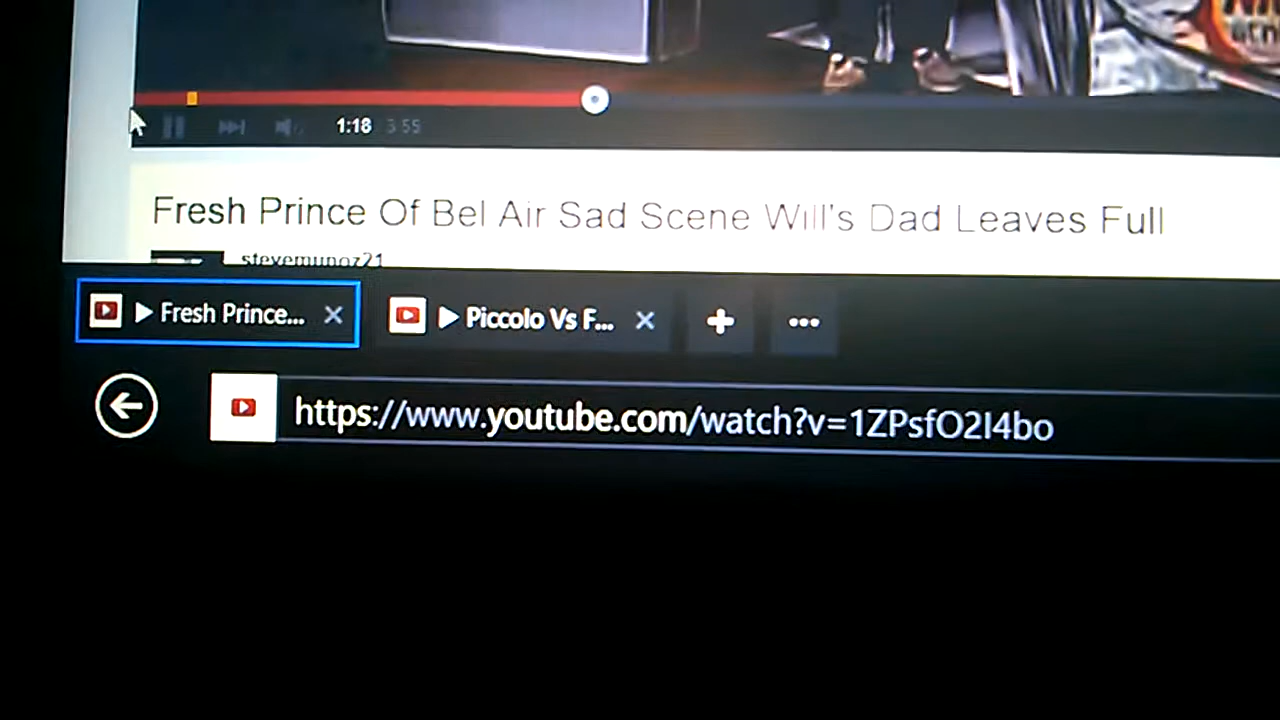 1:18 3:55
Fresh Prince Of Bel Air Sad Scene Will's Dad Leaves Full
stevemunoz21
Fresh Prince... Piccolo Vs F...
https://www.youtube.com/watch?v=1ZPsfO2I4bo